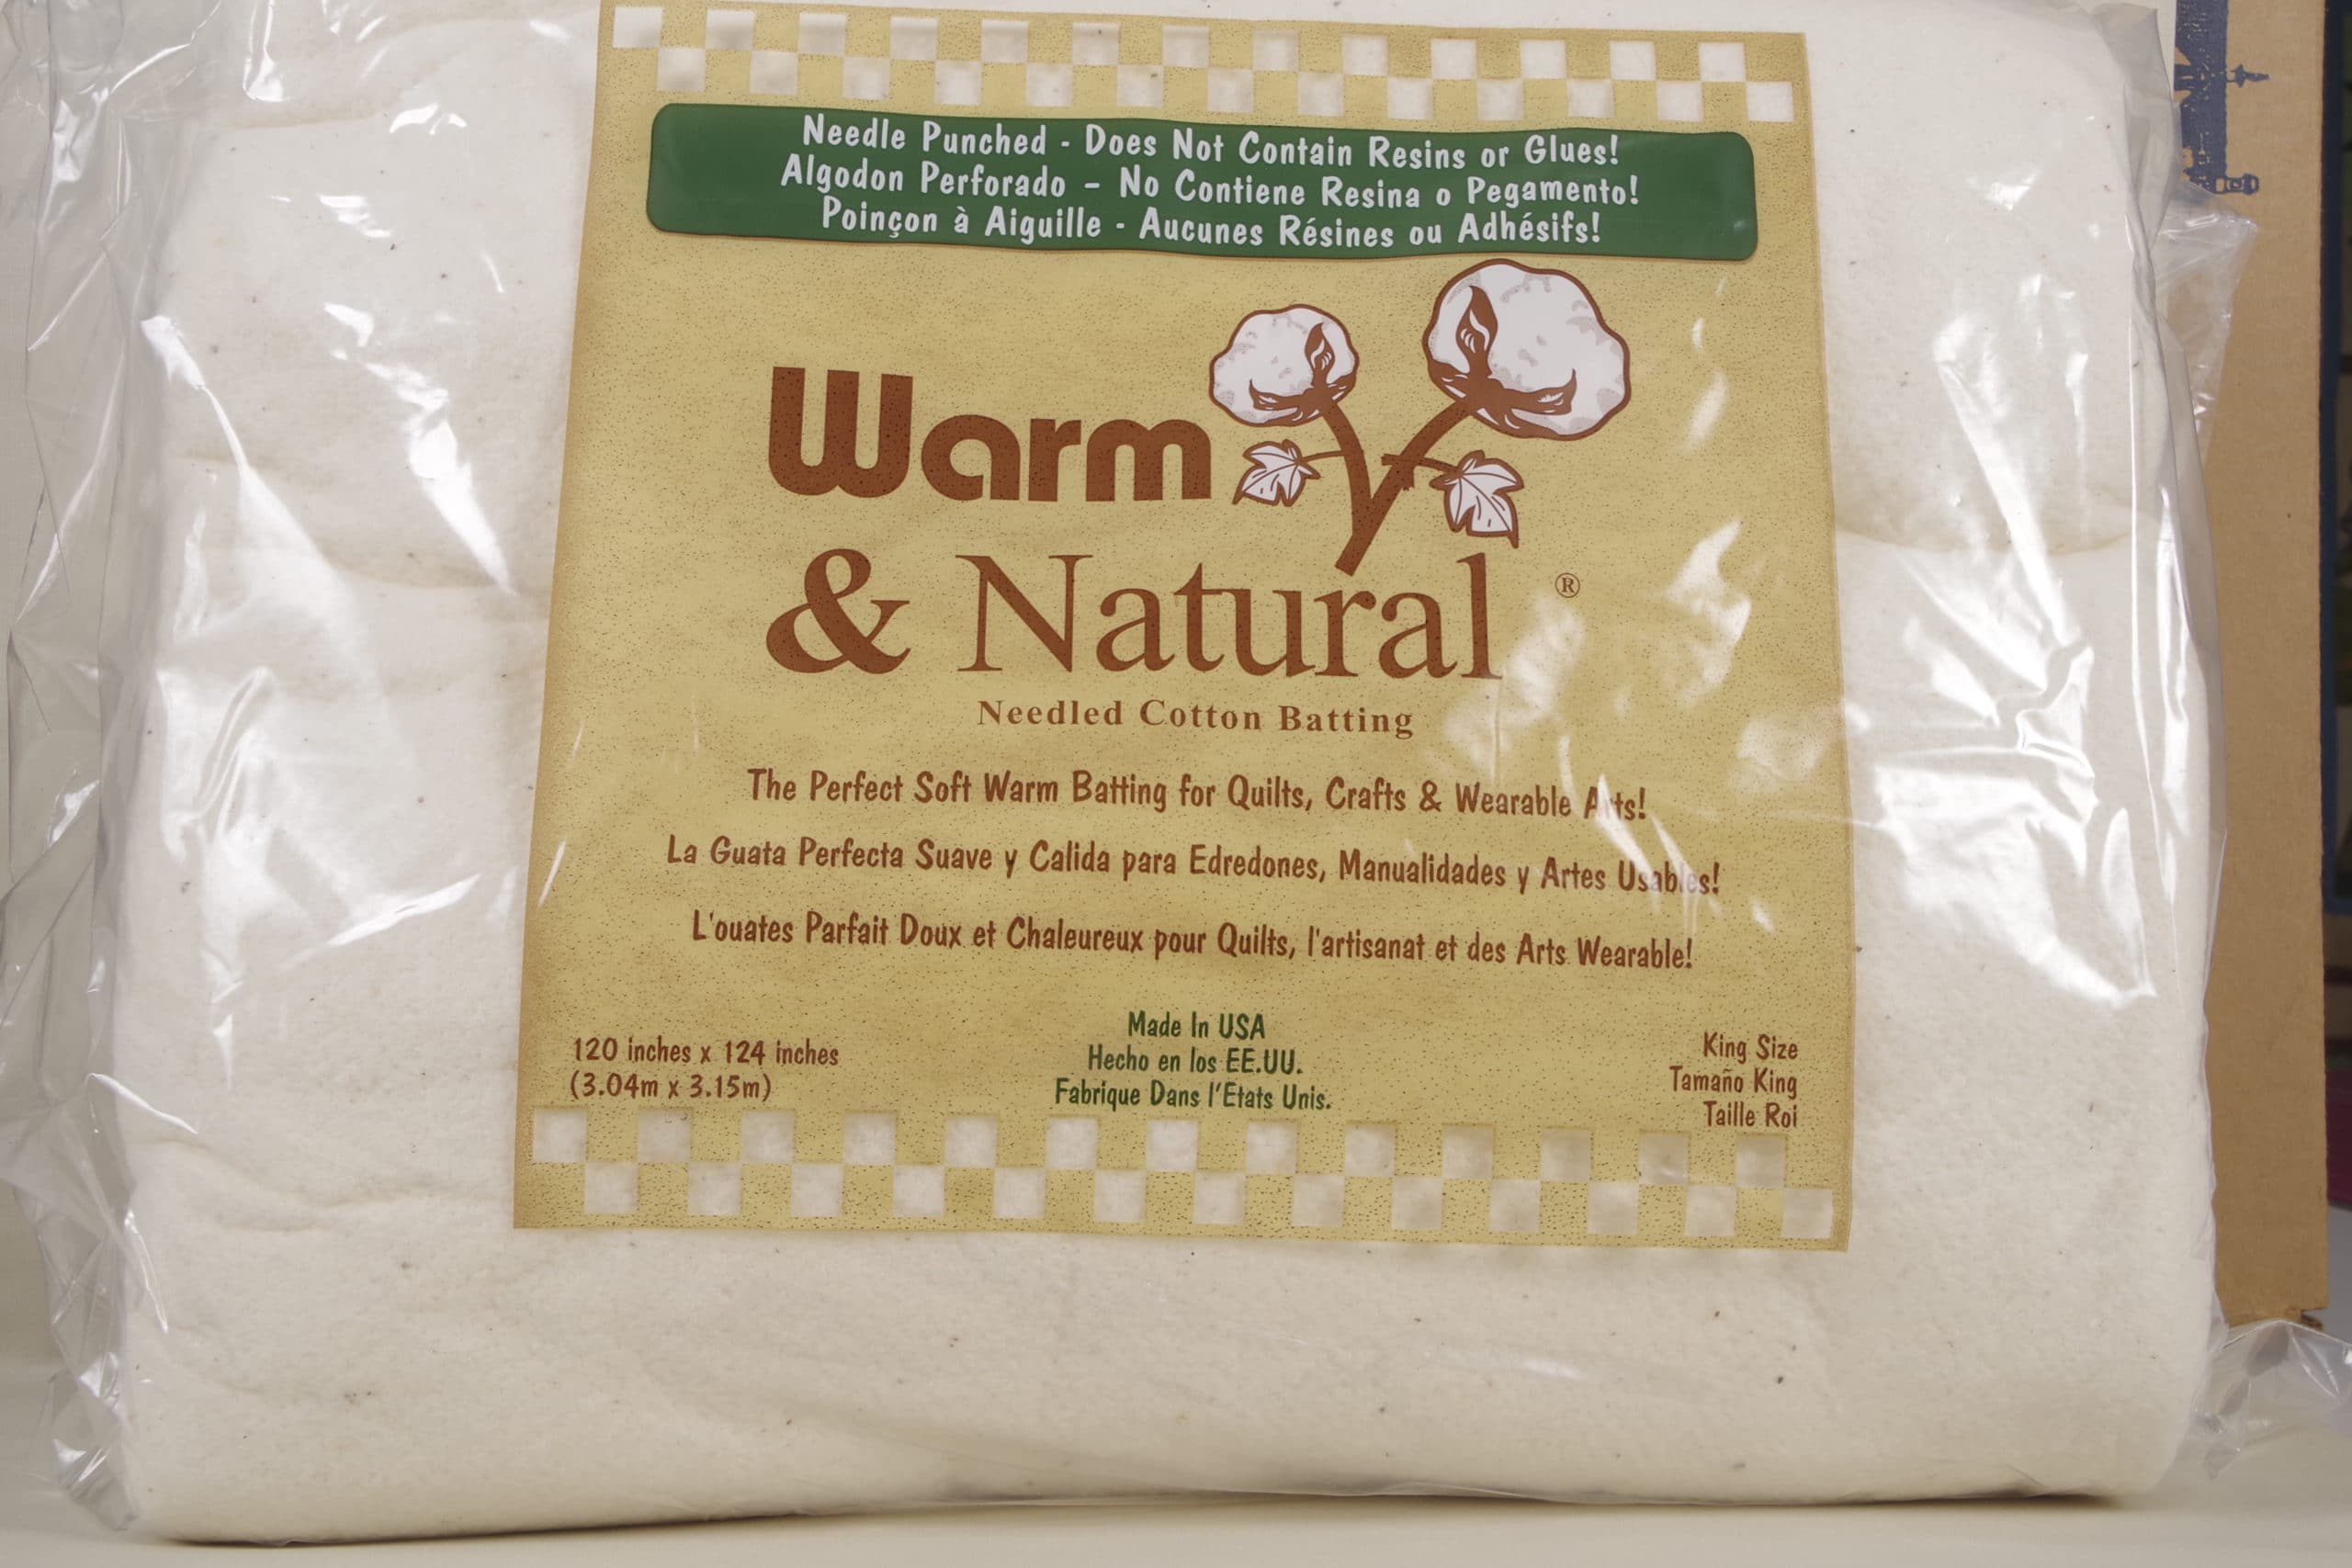 Needle Punched - Does Not Contain Resins or Glues!
Algodon Perforado – No Contiene Resina o Pegamento!
Poinçon à Aiguille - Aucunes Résines ou Adhésifs!
Warm
& Natural ®
Needled Cotton Batting
The Perfect Soft Warm Batting for Quilts, Crafts & Wearable Arts!
La Guata Perfecta Suave y Calida para Edredones, Manualidades y Artes Usables!
L'ouates Parfait Doux et Chaleureux pour Quilts, l'artisanat et des Arts Wearable!
120 inches x 124 inches
(3.04m x 3.15m)
Made In USA
Hecho en los EE.UU.
Fabrique Dans l'Etats Unis.
King Size
Tamaño King
Taille Roi